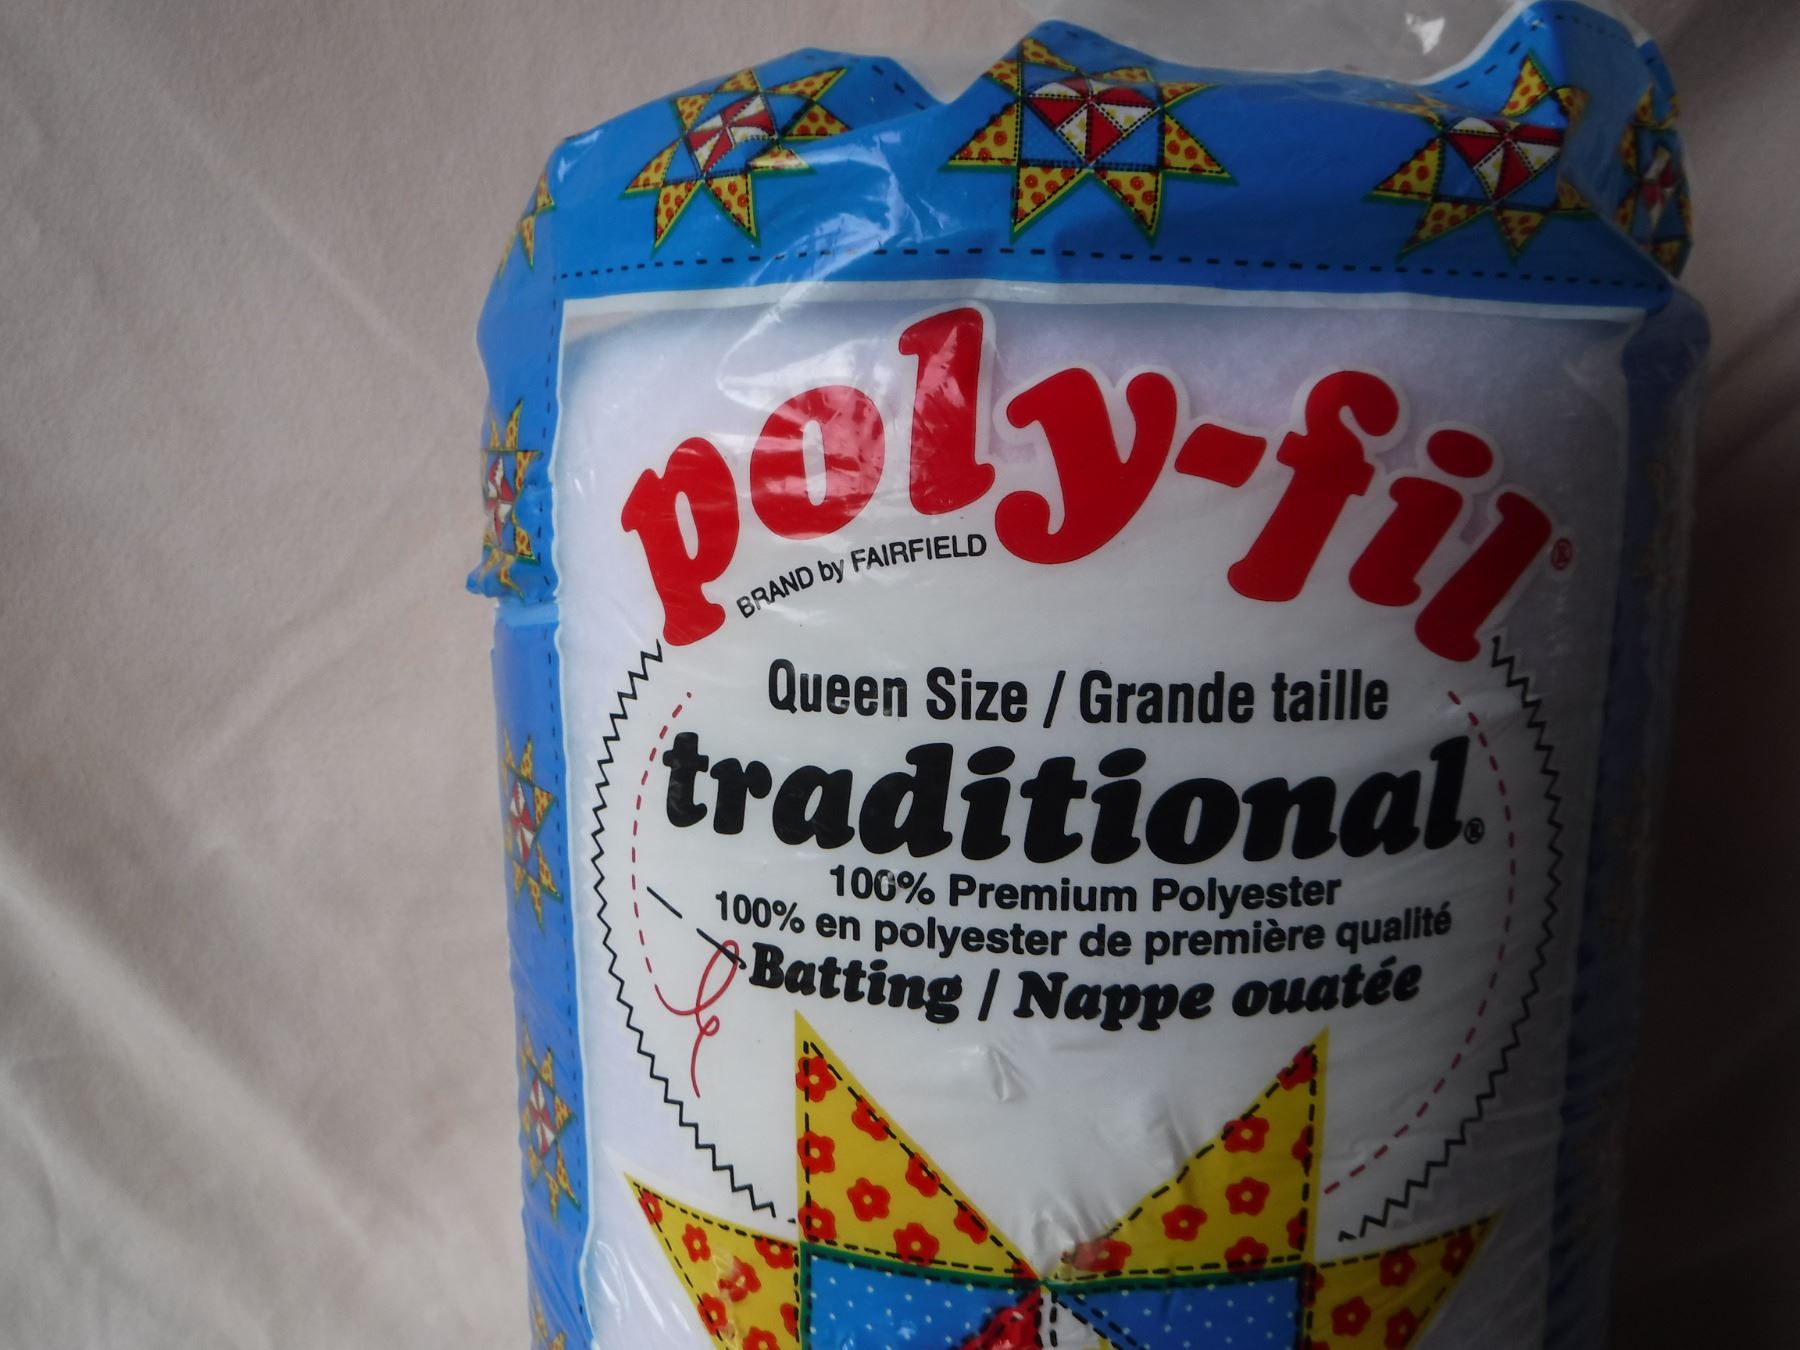 poly-fil®
BRAND by FAIRFIELD
Queen Size / Grande taille
traditional®
100% Premium Polyester
100% en polyester de première qualité
Batting / Nappe ouatée